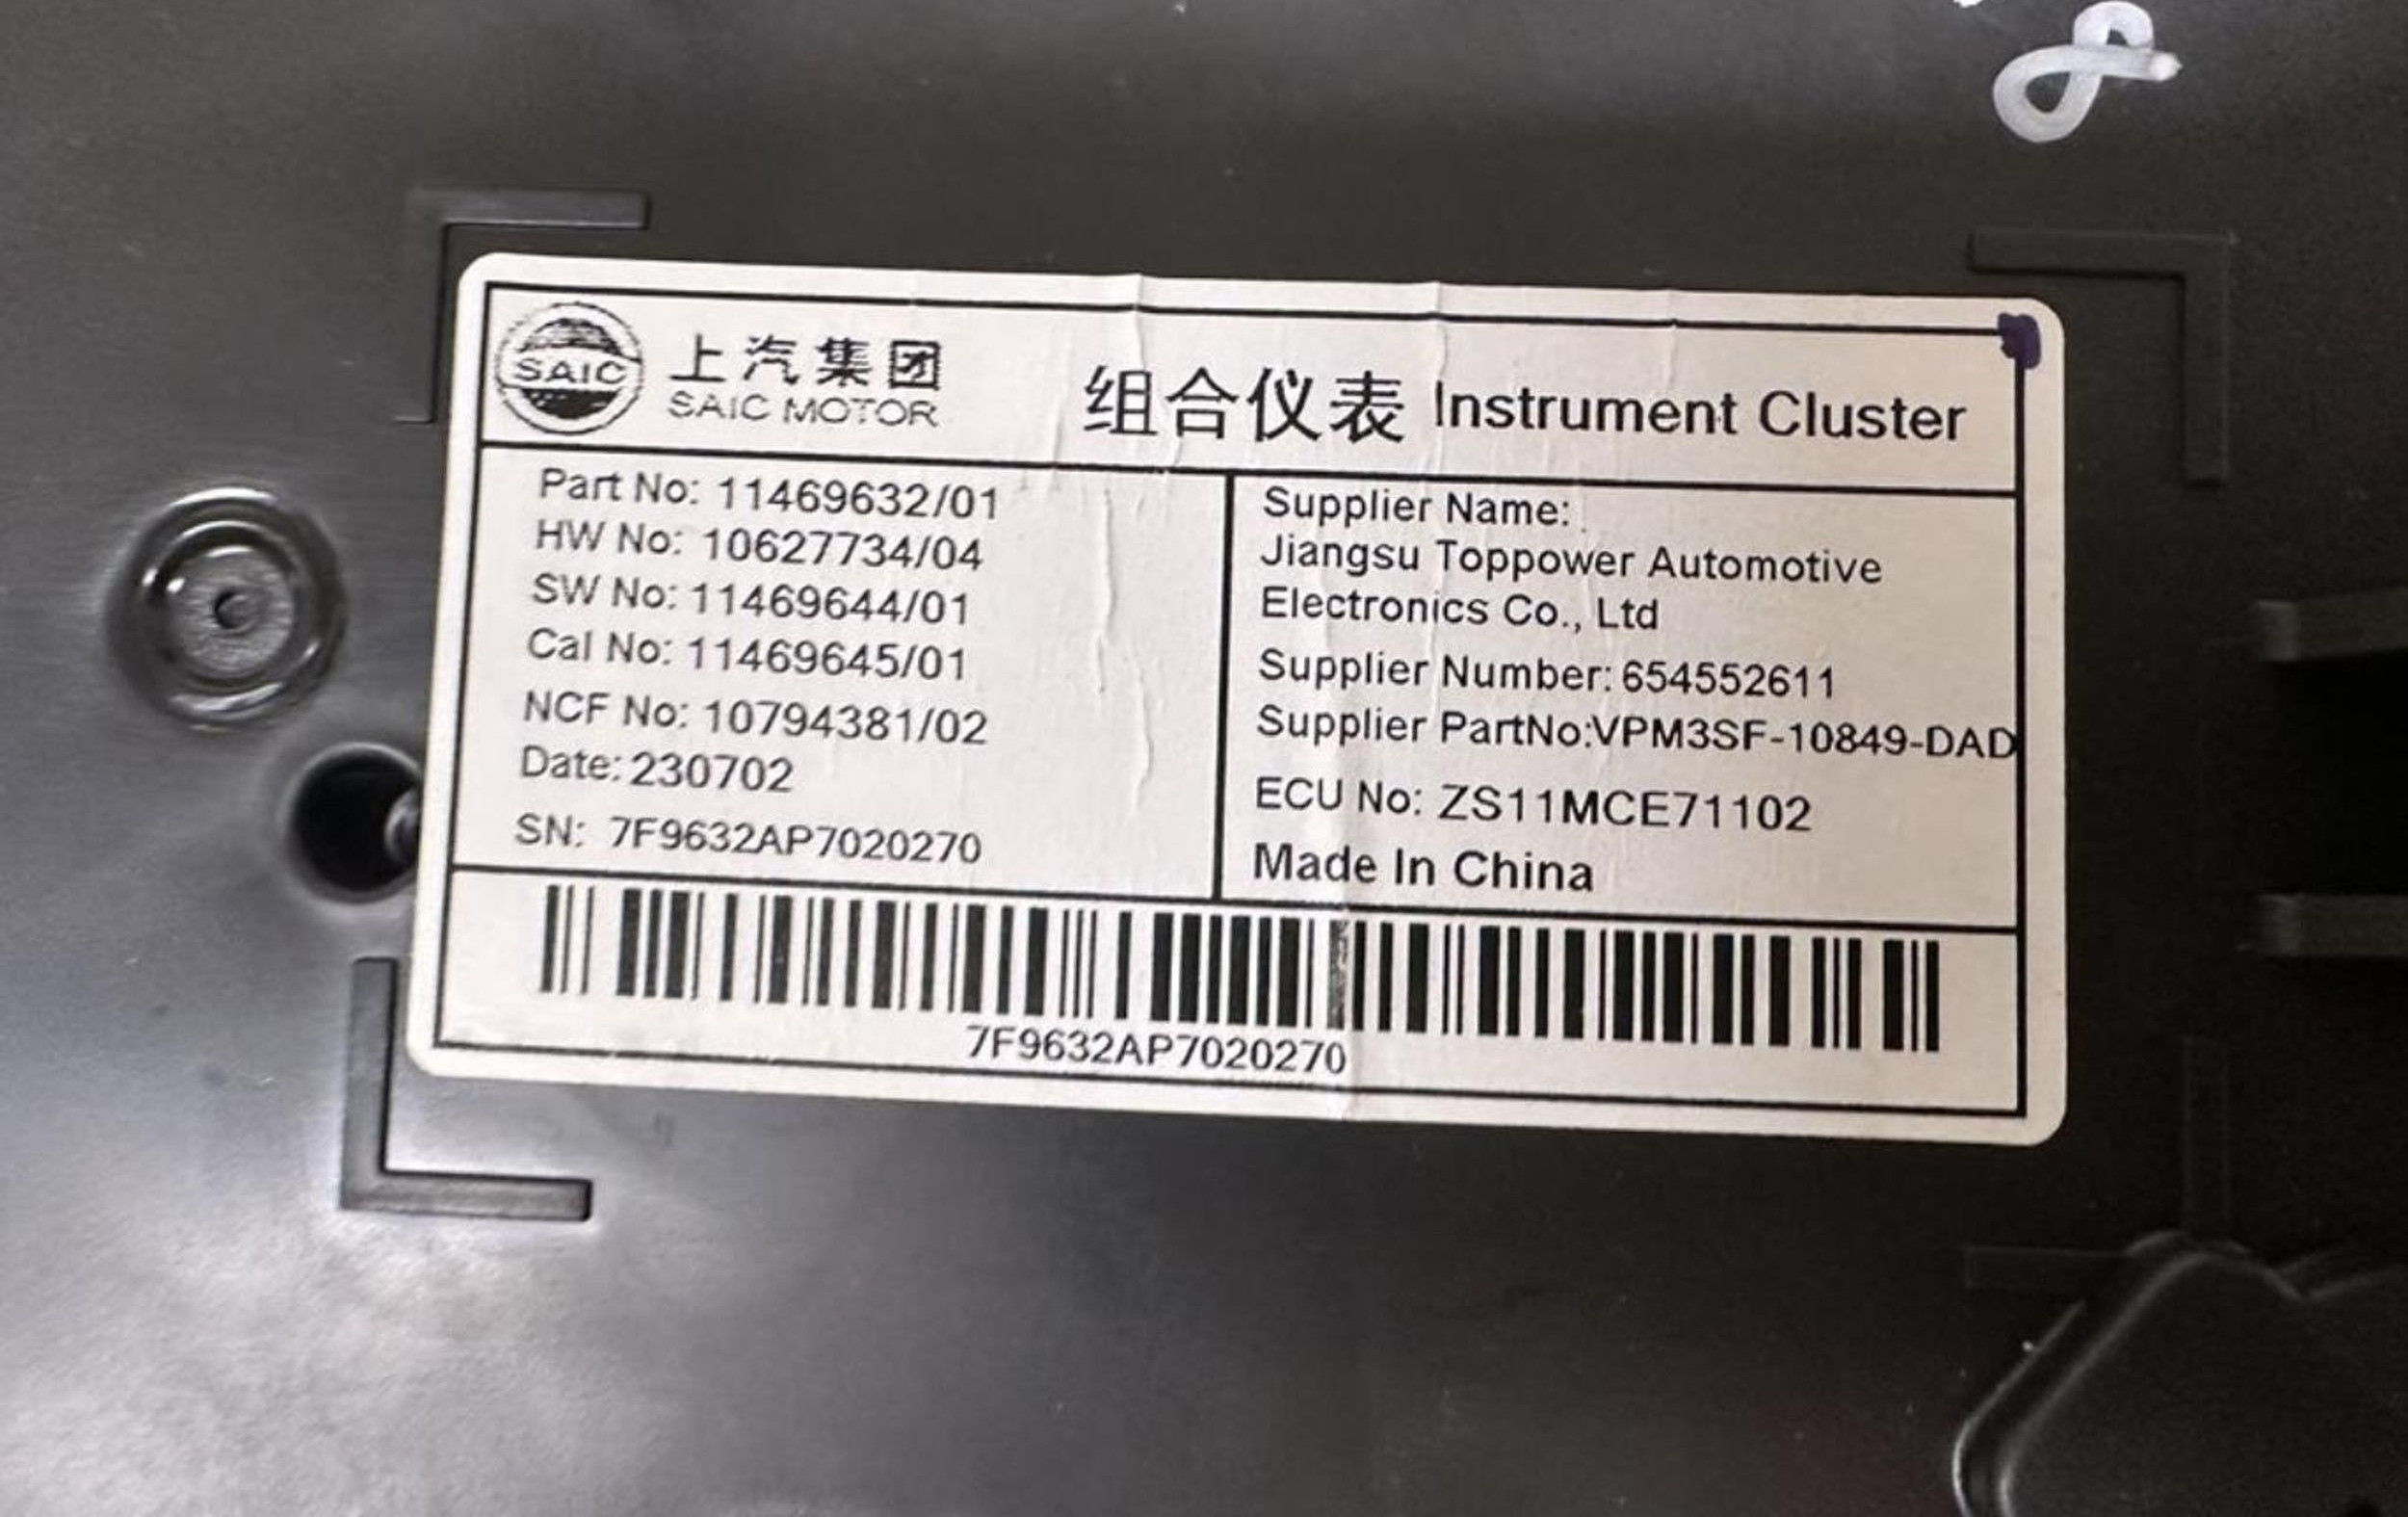 SAIC
上汽集团
SAIC MOTOR
组合仪表 Instrument Cluster
Part No: 11469632/01
HW No: 10627734/04
SW No: 11469644/01
Cal No: 11469645/01
NCF No: 10794381/02
Date: 230702
SN: 7F9632AP7020270
Supplier Name:
Jiangsu Toppower Automotive
Electronics Co., Ltd
Supplier Number: 654552611
Supplier PartNo:VPM3SF-10849-DAD
ECU No: ZS11MCE71102
Made In China
7F9632AP7020270